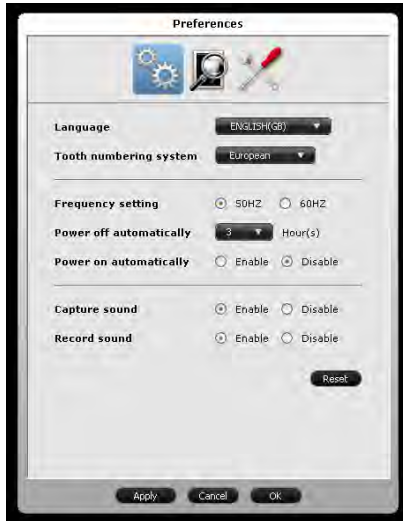 Preferences
Language ENGLISH(GB)
Tooth numbering system European
Frequency setting 50HZ 60HZ
Power off automatically 3 Hour(s)
Power on automatically Enable Disable
Capture sound Enable Disable
Record sound Enable Disable
Reset
Apply Cancel OK